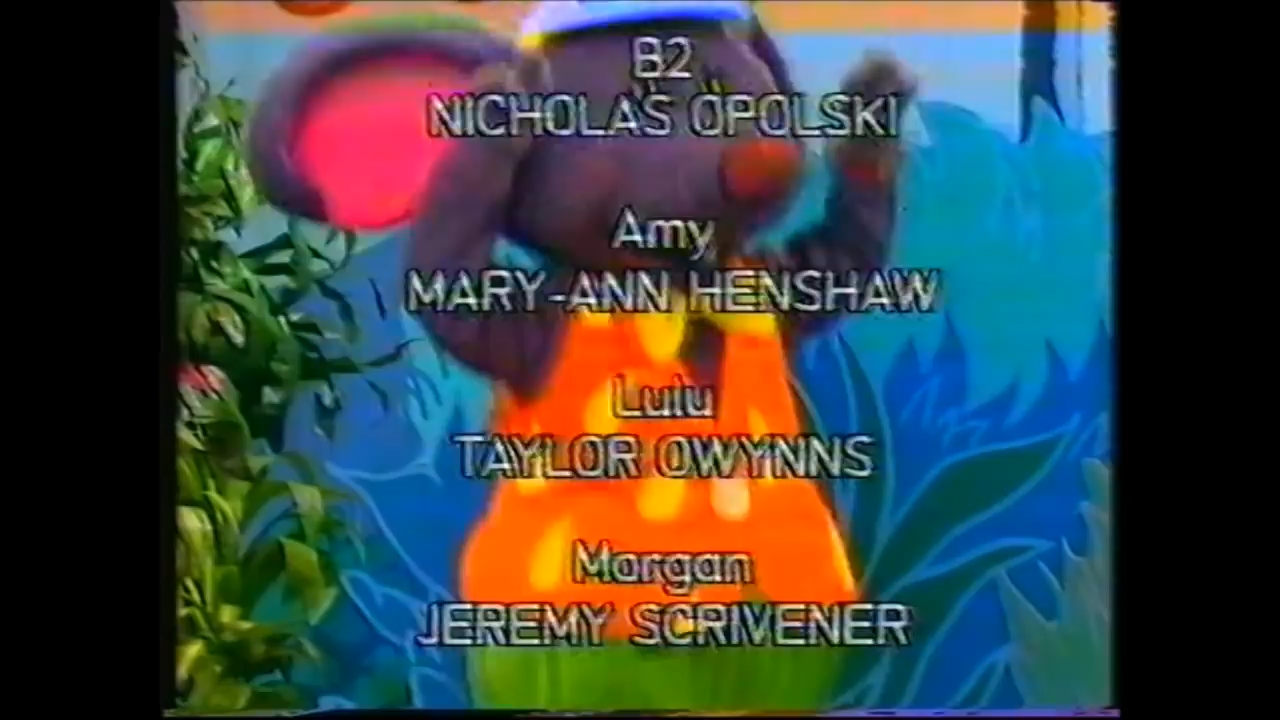 B2
NICHOLAS OPOLSKI
Amy
MARY-ANN HENSHAW
Lulu
TAYLOR OWYNNS
Morgan
JEREMY SCRIVENER